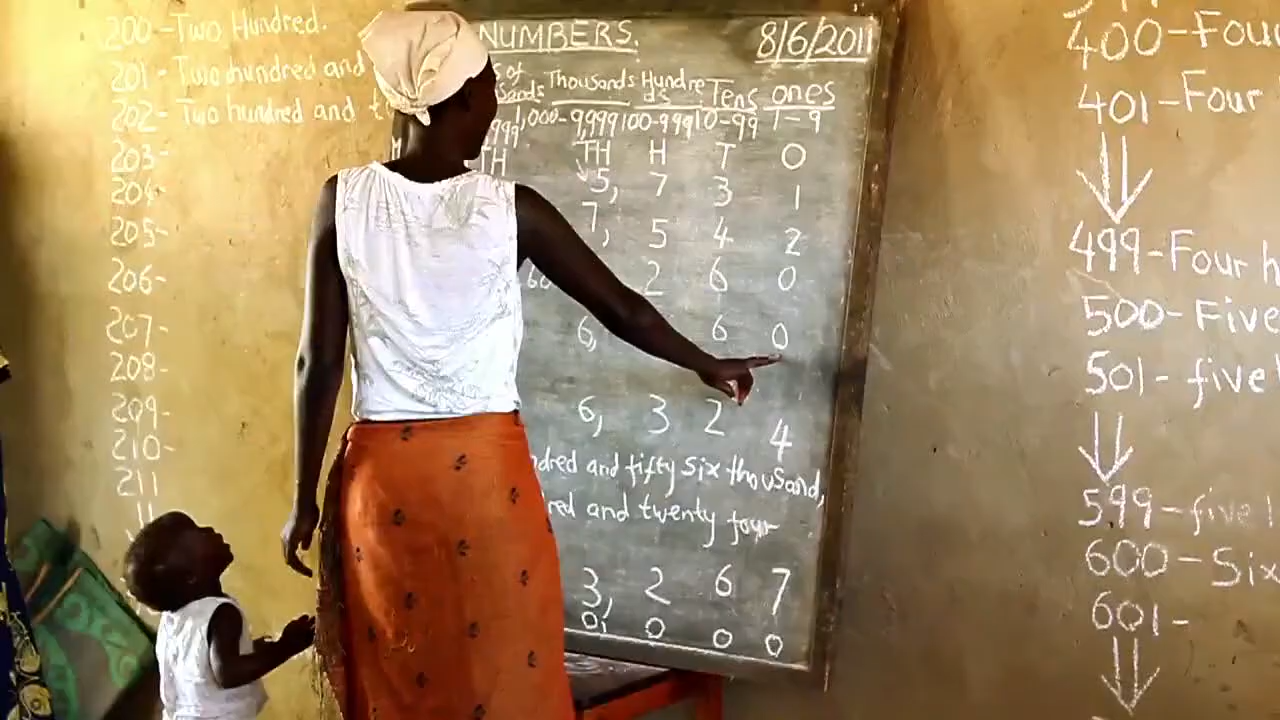 200-Two Hundred.
201-Two hundred and
202-Two hundred and
203-
204-
205-
206-
207-
208-
209-
210-
211
NUMBERS. 8/6/2011
of Thousands Hundreds Tens ones
1,000-9,999 100-999 10-99 1-9
TH TH H T O
5, 7 3 1
7, 5 4 2
2 6 0
6, 6 0
6, 3 2 4
and fifty six thousand,
and twenty four
3, 2 6 7
0, 0 0 0
400-Four
401-Four
499-Four h
500-Five
501-five
599-five
600-Six
601-